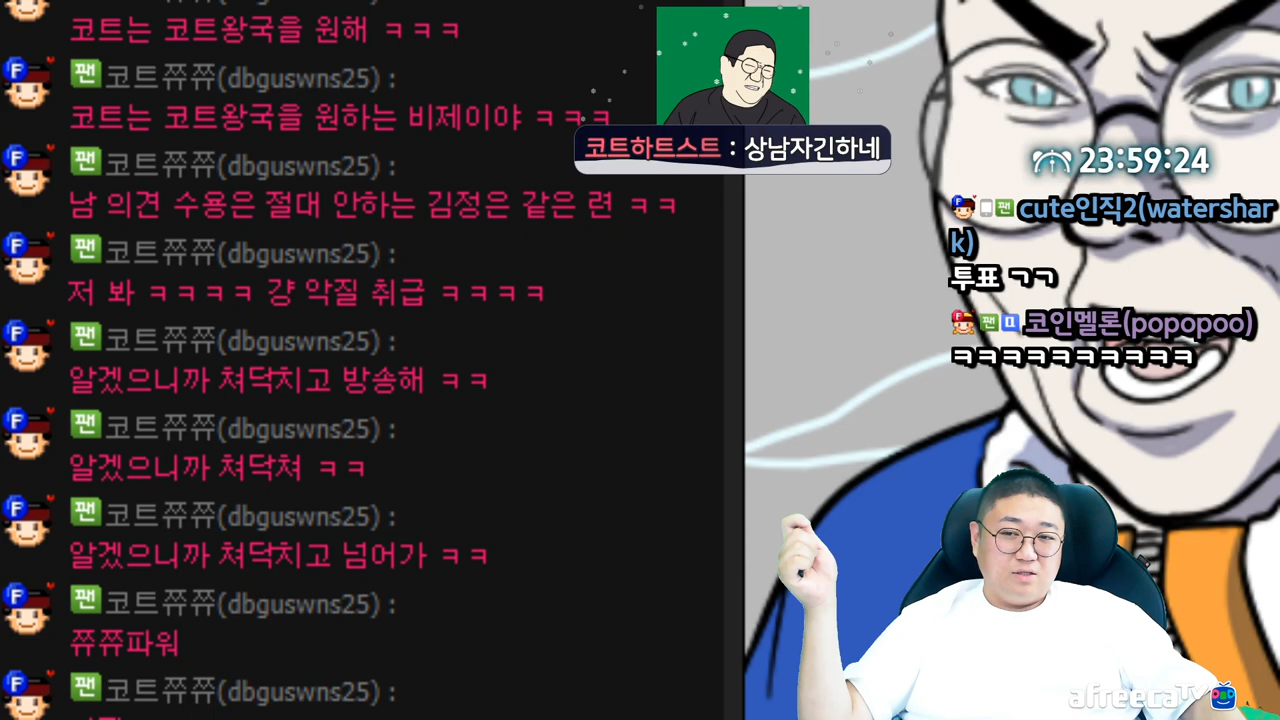 코트는 코트왕국을 원해 ㅋㅋㅋ
F 팬 코트쮸쮸(dbguswns25) :
코트는 코트왕국을 원하는 비제이야 ㅋㅋㅋ
F 팬 코트쮸쮸(dbguswns25) :
남 의견 수용은 절대 안하는 김정은 같은 련 ㅋㅋ
F 팬 코트쮸쮸(dbguswns25) :
저 봐 ㅋㅋㅋㅋ 걍 악질 취급 ㅋㅋㅋㅋ
F 팬 코트쮸쮸(dbguswns25) :
알겠으니까 쳐닥치고 방송해 ㅋㅋ
F 팬 코트쮸쮸(dbguswns25) :
알겠으니까 쳐닥쳐 ㅋㅋ
F 팬 코트쮸쮸(dbguswns25) :
알겠으니까 쳐닥치고 넘어가 ㅋㅋ
F 팬 코트쮸쮸(dbguswns25) :
쮸쮸파워
F 팬 코트쮸쮸(dbguswns25) :
코트하트스트 : 상남자긴하네
23:59:24
F 팬 cute인직2(watershar
k)
투표 ㄱㄱ
F 팬 코인멜론(popopoo)
ㅋㅋㅋㅋㅋㅋㅋㅋㅋㅋ
afreecaTV